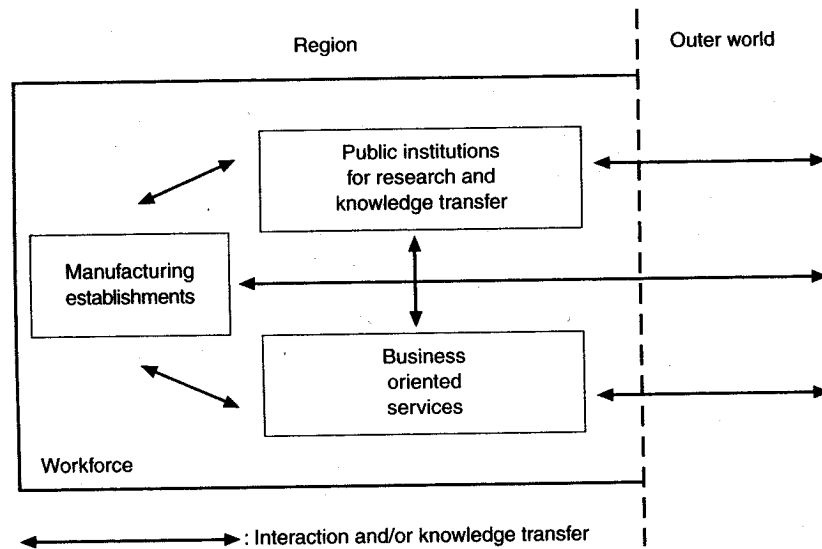 Region
Outer world
Public institutions
for research and
knowledge transfer
Manufacturing
establishments
Business
oriented
services
Workforce
: Interaction and/or knowledge transfer